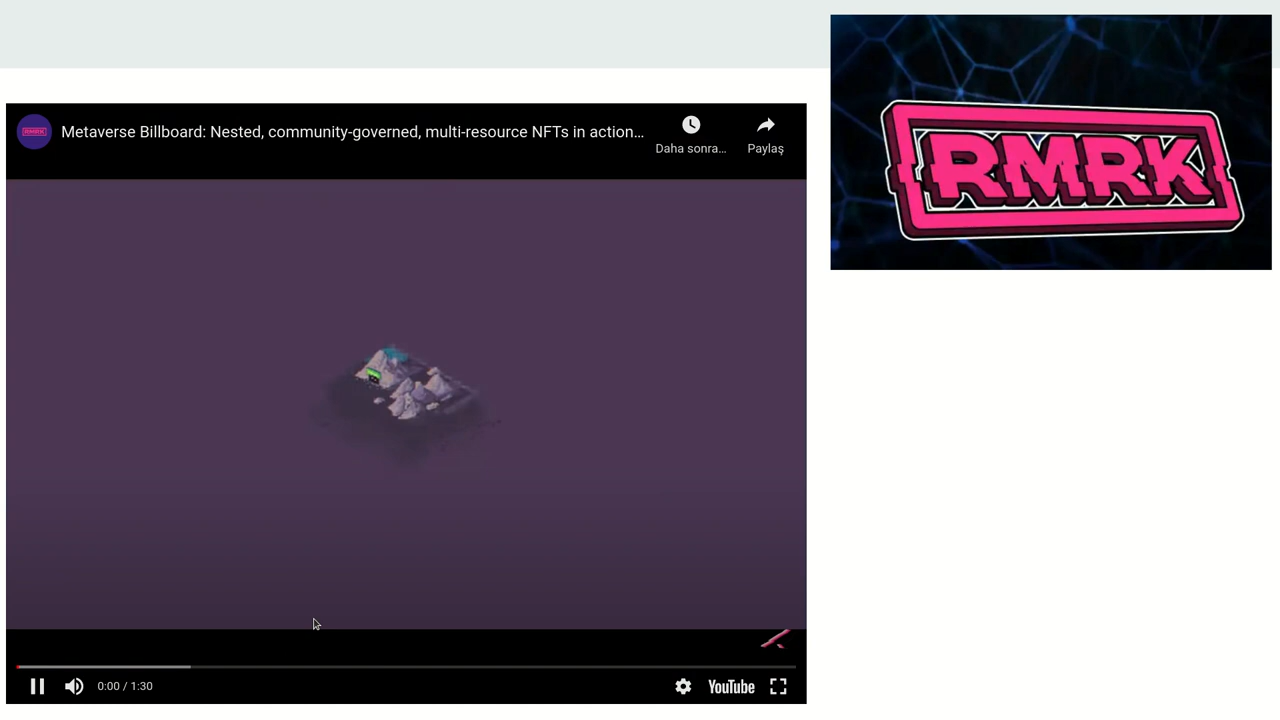 RMRK
Metaverse Billboard: Nested, community-governed, multi-resource NFTs in action...
Daha sonra...
Paylaş
RMRK
0:00 / 1:30
YouTube